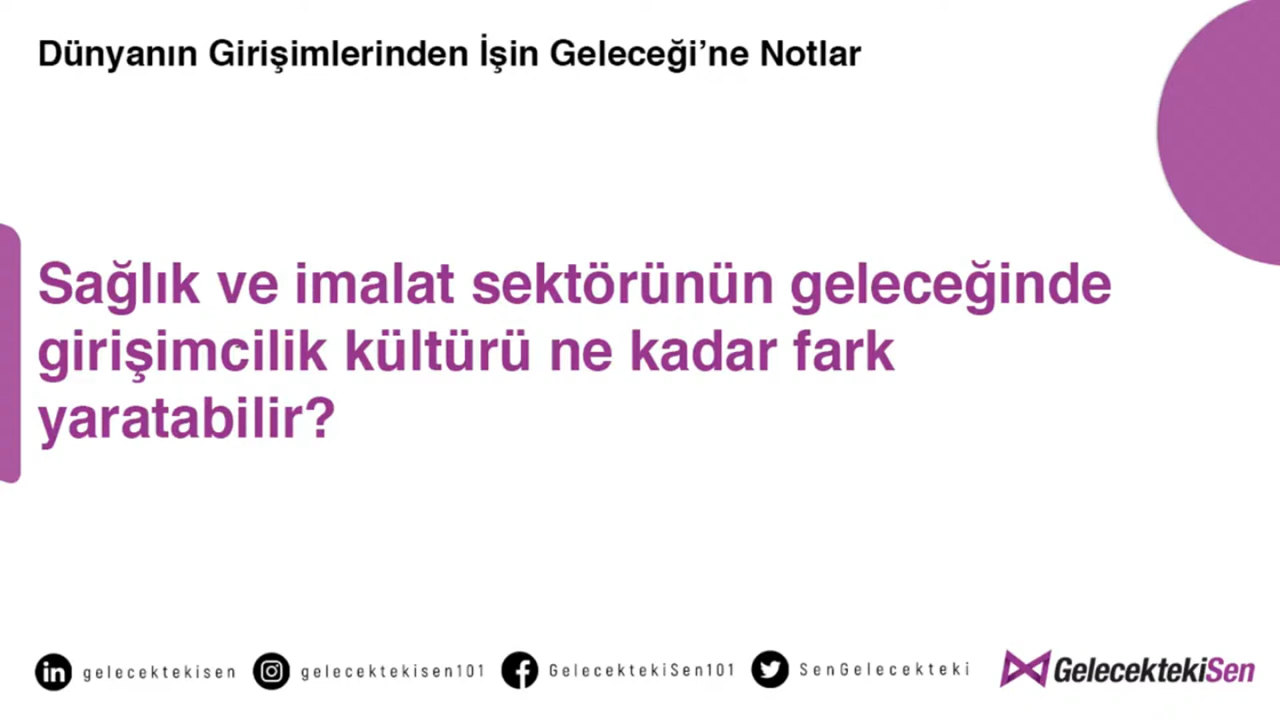 Dünyanın Girişimlerinden İşin Geleceği’ne Notlar
Sağlık ve imalat sektörünün geleceğinde
girişimcilik kültürü ne kadar fark
yaratabilir?
in gelecektekisen gelecektekisen101 GelecektekiSen101 SenGelecekteki GelecektekiSen